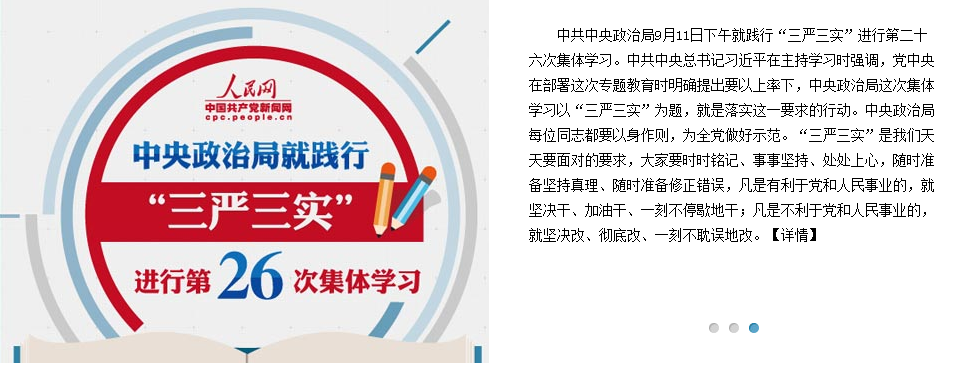 人民网
中国共产党新闻网
cpc.people.cn
中央政治局就践行
“三严三实”
进行第26次集体学习
中共中央政治局9月11日下午就践行“三严三实”进行第二十
六次集体学习。中共中央总书记习近平在主持学习时强调，党中央
在部署这次专题教育时明确提出要以上率下，中央政治局这次集体
学习以“三严三实”为题，就是落实这一要求的行动。中央政治局
每位同志都要以身作则，为全党做好示范。“三严三实”是我们天
天要面对的要求，大家要时时铭记、事事坚持、处处上心，随时准
备坚持真理、随时准备修正错误，凡是有利于党和人民事业的，就
坚决干、加油干、一刻不停歇地干；凡是不利于党和人民事业的，
就坚决改、彻底改、一刻不耽误地改。【详情】